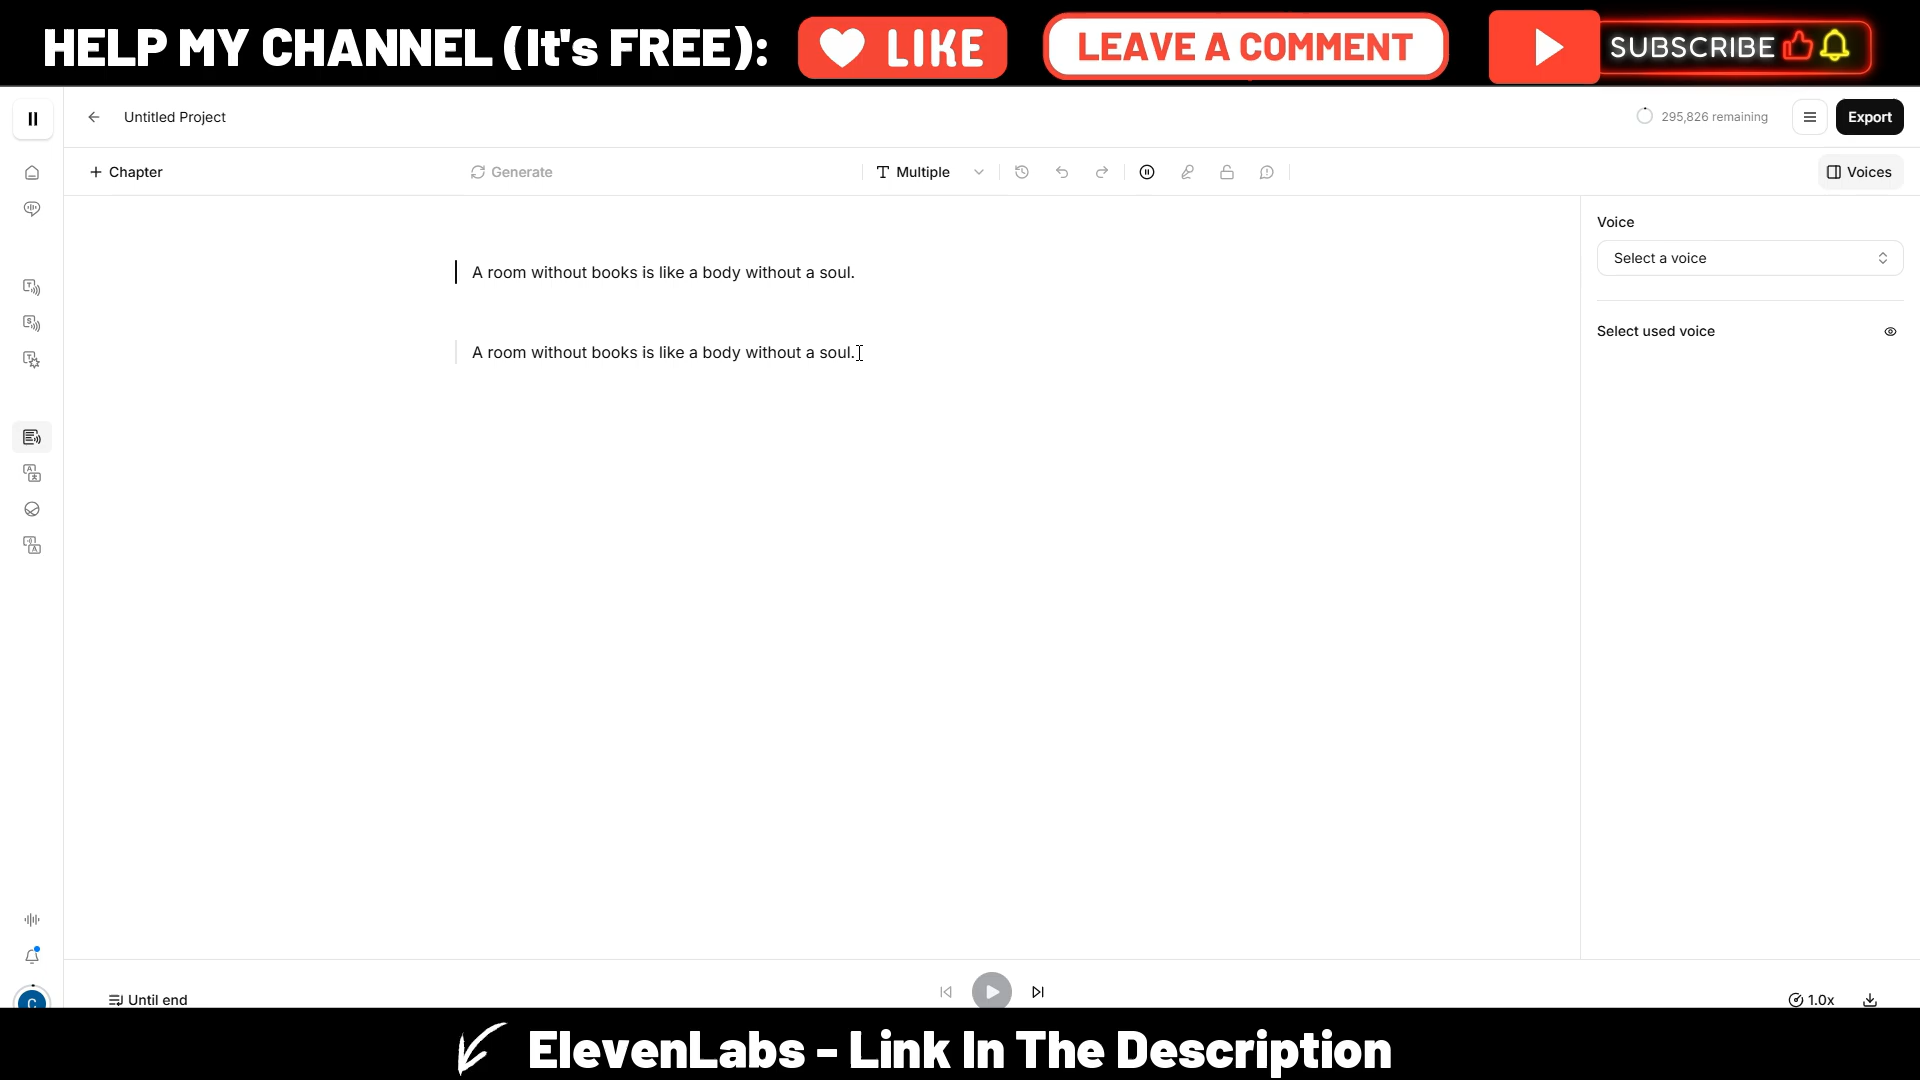 HELP MY CHANNEL (It's FREE): LIKE LEAVE A COMMENT SUBSCRIBE
Untitled Project 295,826 remaining Export
+ Chapter Generate Multiple Voices
Voice
Select a voice
A room without books is like a body without a soul.
Select used voice
A room without books is like a body without a soul.
Until end 1.0x
C
ElevenLabs - Link In The Description